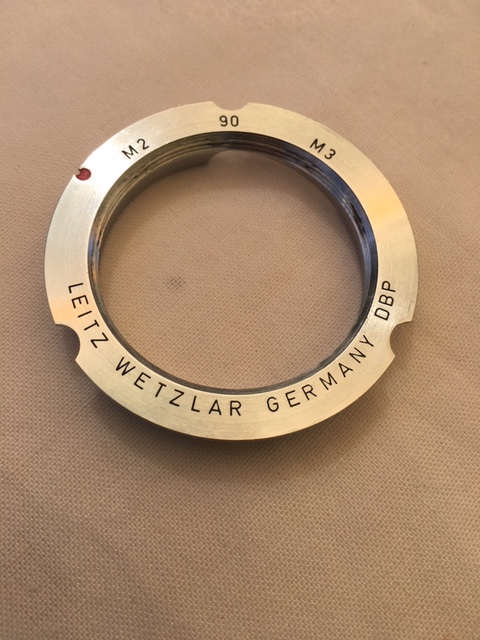 M2 90 M3
LEITZ WETZLAR GERMANY DBP